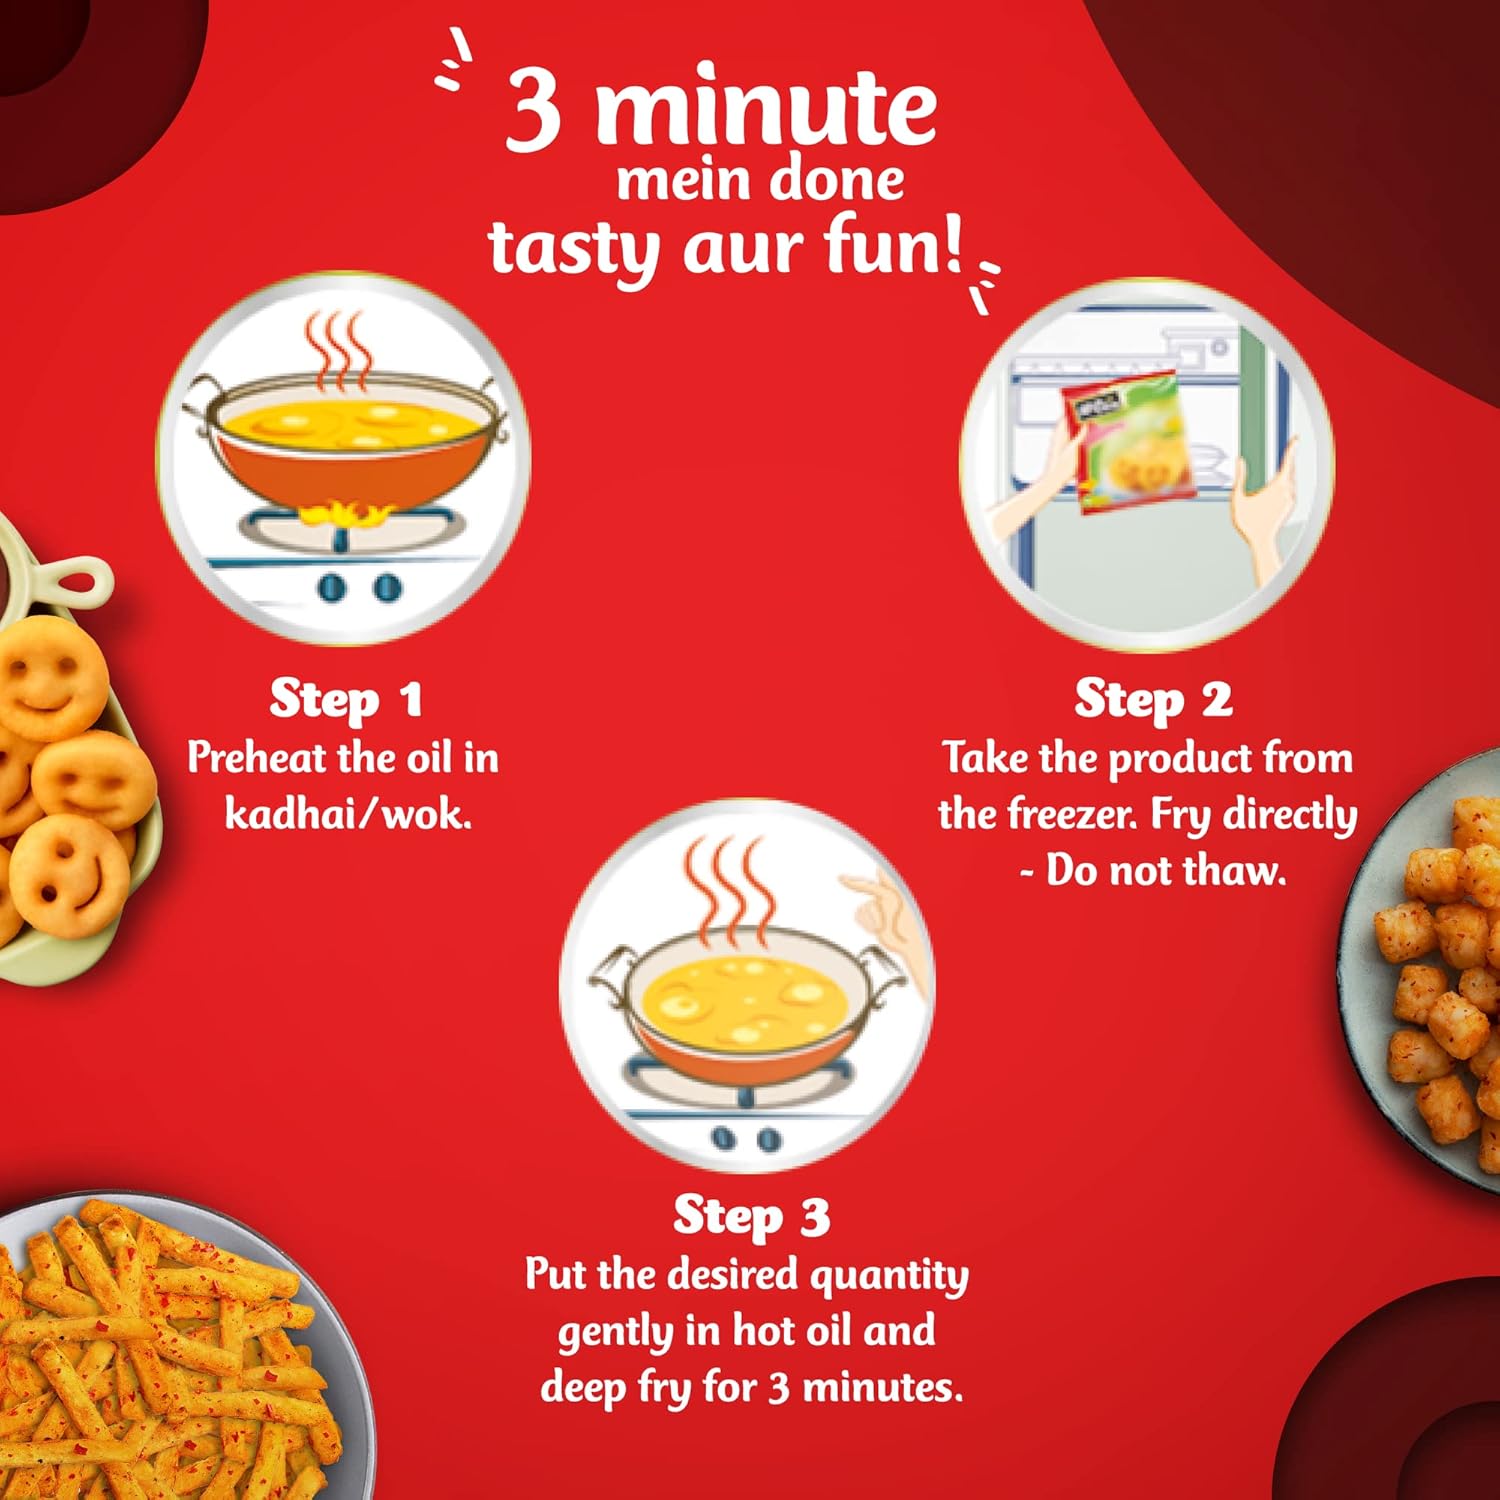 3 minute
mein done
tasty aur fun!
Step 1
Preheat the oil in
kadhai/wok.
Step 2
Take the product from
the freezer. Fry directly
- Do not thaw.
Step 3
Put the desired quantity
gently in hot oil and
deep fry for 3 minutes.